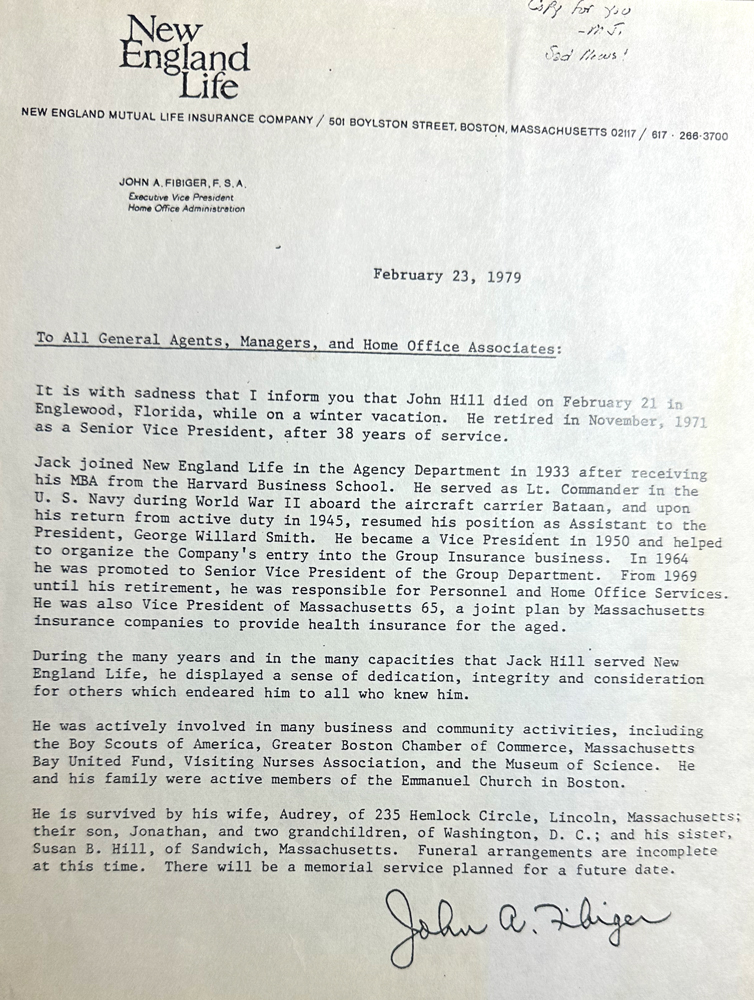 Copy for you
- M.J.
Sad News!
New
England
Life
NEW ENGLAND MUTUAL LIFE INSURANCE COMPANY / 501 BOYLSTON STREET, BOSTON, MASSACHUSETTS 02117 / 617 · 266-3700
JOHN A. FIBIGER, F. S. A.
Executive Vice President
Home Office Administration
February 23, 1979
To All General Agents, Managers, and Home Office Associates:
It is with sadness that I inform you that John Hill died on February 21 in
Englewood, Florida, while on a winter vacation. He retired in November, 1971
as a Senior Vice President, after 38 years of service.
Jack joined New England Life in the Agency Department in 1933 after receiving
his MBA from the Harvard Business School. He served as Lt. Commander in the
U. S. Navy during World War II aboard the aircraft carrier Bataan, and upon
his return from active duty in 1945, resumed his position as Assistant to the
President, George Willard Smith. He became a Vice President in 1950 and helped
to organize the Company's entry into the Group Insurance business. In 1964
he was promoted to Senior Vice President of the Group Department. From 1969
until his retirement, he was responsible for Personnel and Home Office Services.
He was also Vice President of Massachusetts 65, a joint plan by Massachusetts
insurance companies to provide health insurance for the aged.
During the many years and in the many capacities that Jack Hill served New
England Life, he displayed a sense of dedication, integrity and consideration
for others which endeared him to all who knew him.
He was actively involved in many business and community activities, including
the Boy Scouts of America, Greater Boston Chamber of Commerce, Massachusetts
Bay United Fund, Visiting Nurses Association, and the Museum of Science. He
and his family were active members of the Emmanuel Church in Boston.
He is survived by his wife, Audrey, of 235 Hemlock Circle, Lincoln, Massachusetts;
their son, Jonathan, and two grandchildren, of Washington, D. C.; and his sister,
Susan B. Hill, of Sandwich, Massachusetts. Funeral arrangements are incomplete
at this time. There will be a memorial service planned for a future date.
John A. Fibiger